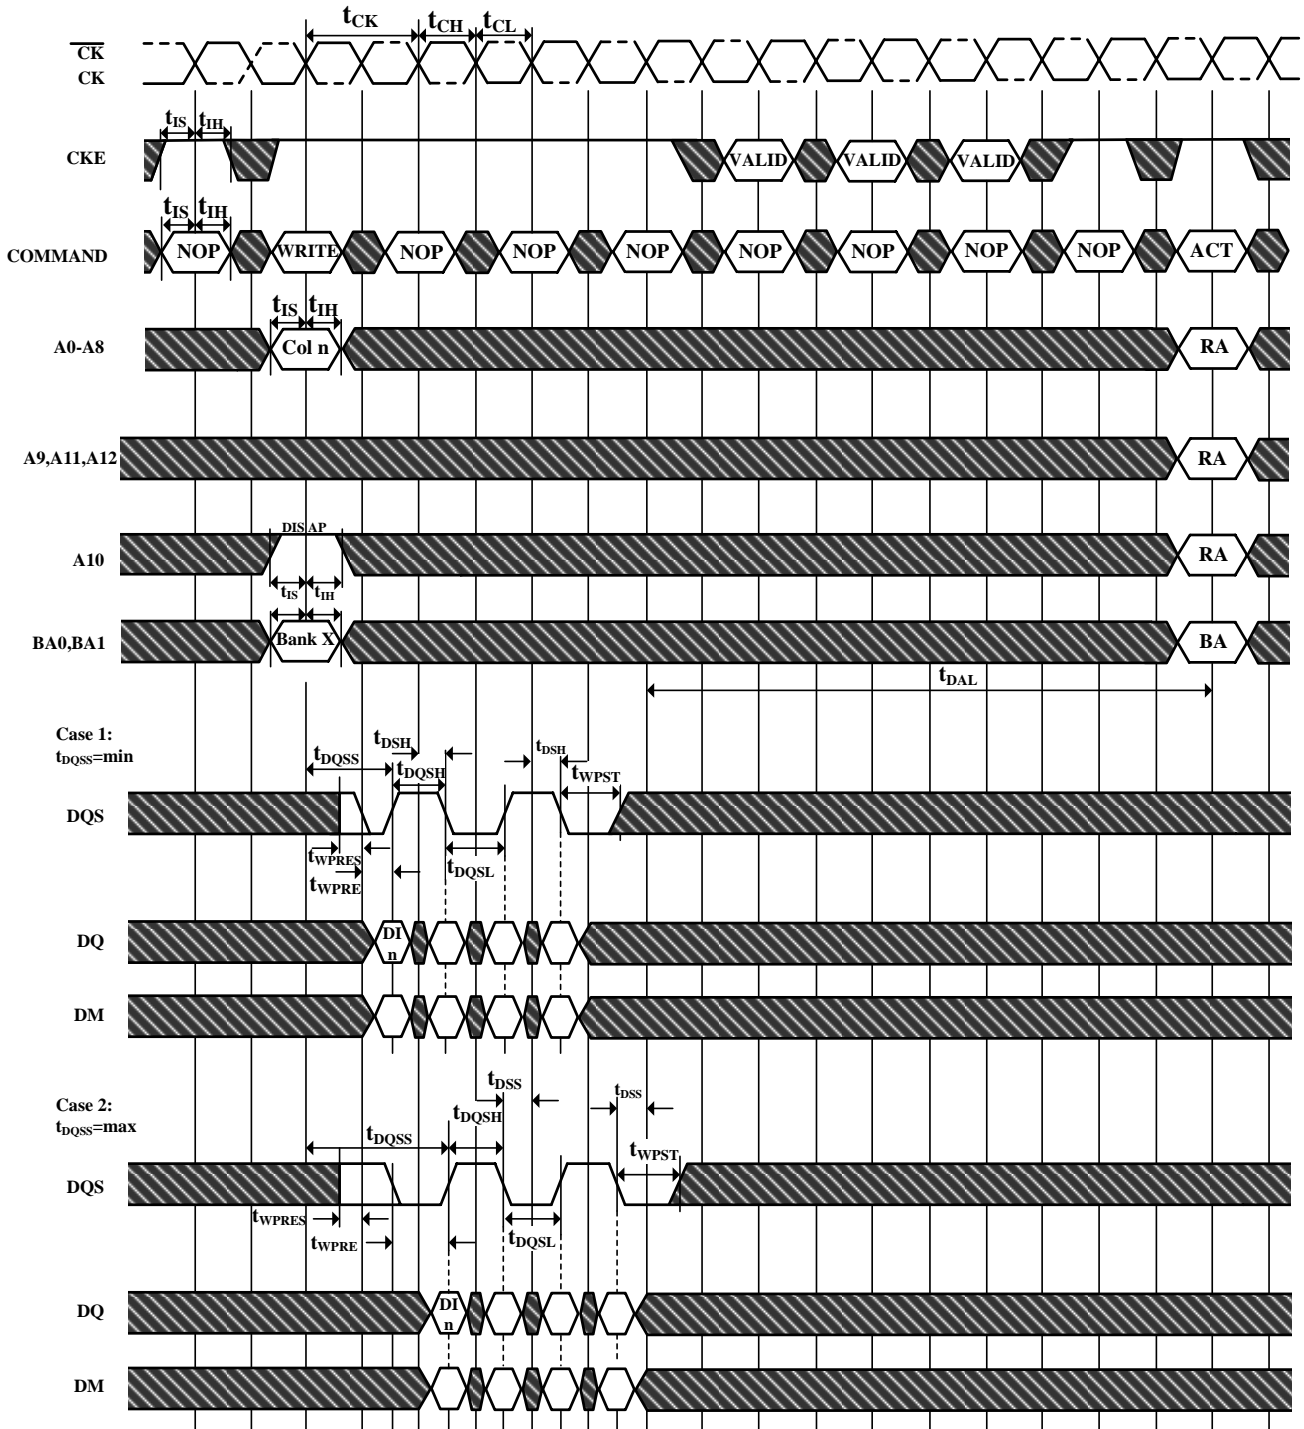 tCK tCH tCL
CK
CK
tIS tIH
CKE VALID VALID VALID
tIS tIH
COMMAND NOP WRITE NOP NOP NOP NOP NOP NOP NOP ACT
tIS tIH
A0-A8 Col n RA
A9,A11,A12 RA
DIS AP
A10 RA
tIS tIH
BA0,BA1 Bank X BA
tDAL
Case 1:
tDQSS=min
tDSH tDSH
tDQSS tDQSH tWPST
DQS
tWPRES
tWPRE tDQSL
DQ DI
n
DM
Case 2:
tDQSS=max
tDSS tDSS
tDQSS tDQSH tWPST
DQS
tWPRES
tWPRE tDQSL
DQ DI
n
DM